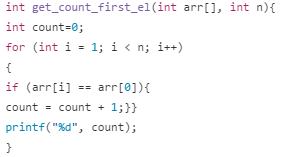 int get_count_first_el(int arr[], int n){
int count=0;
for (int i = 1; i < n; i++)
{
if (arr[i] == arr[0]){
count = count + 1;}}
printf("%d", count);
}